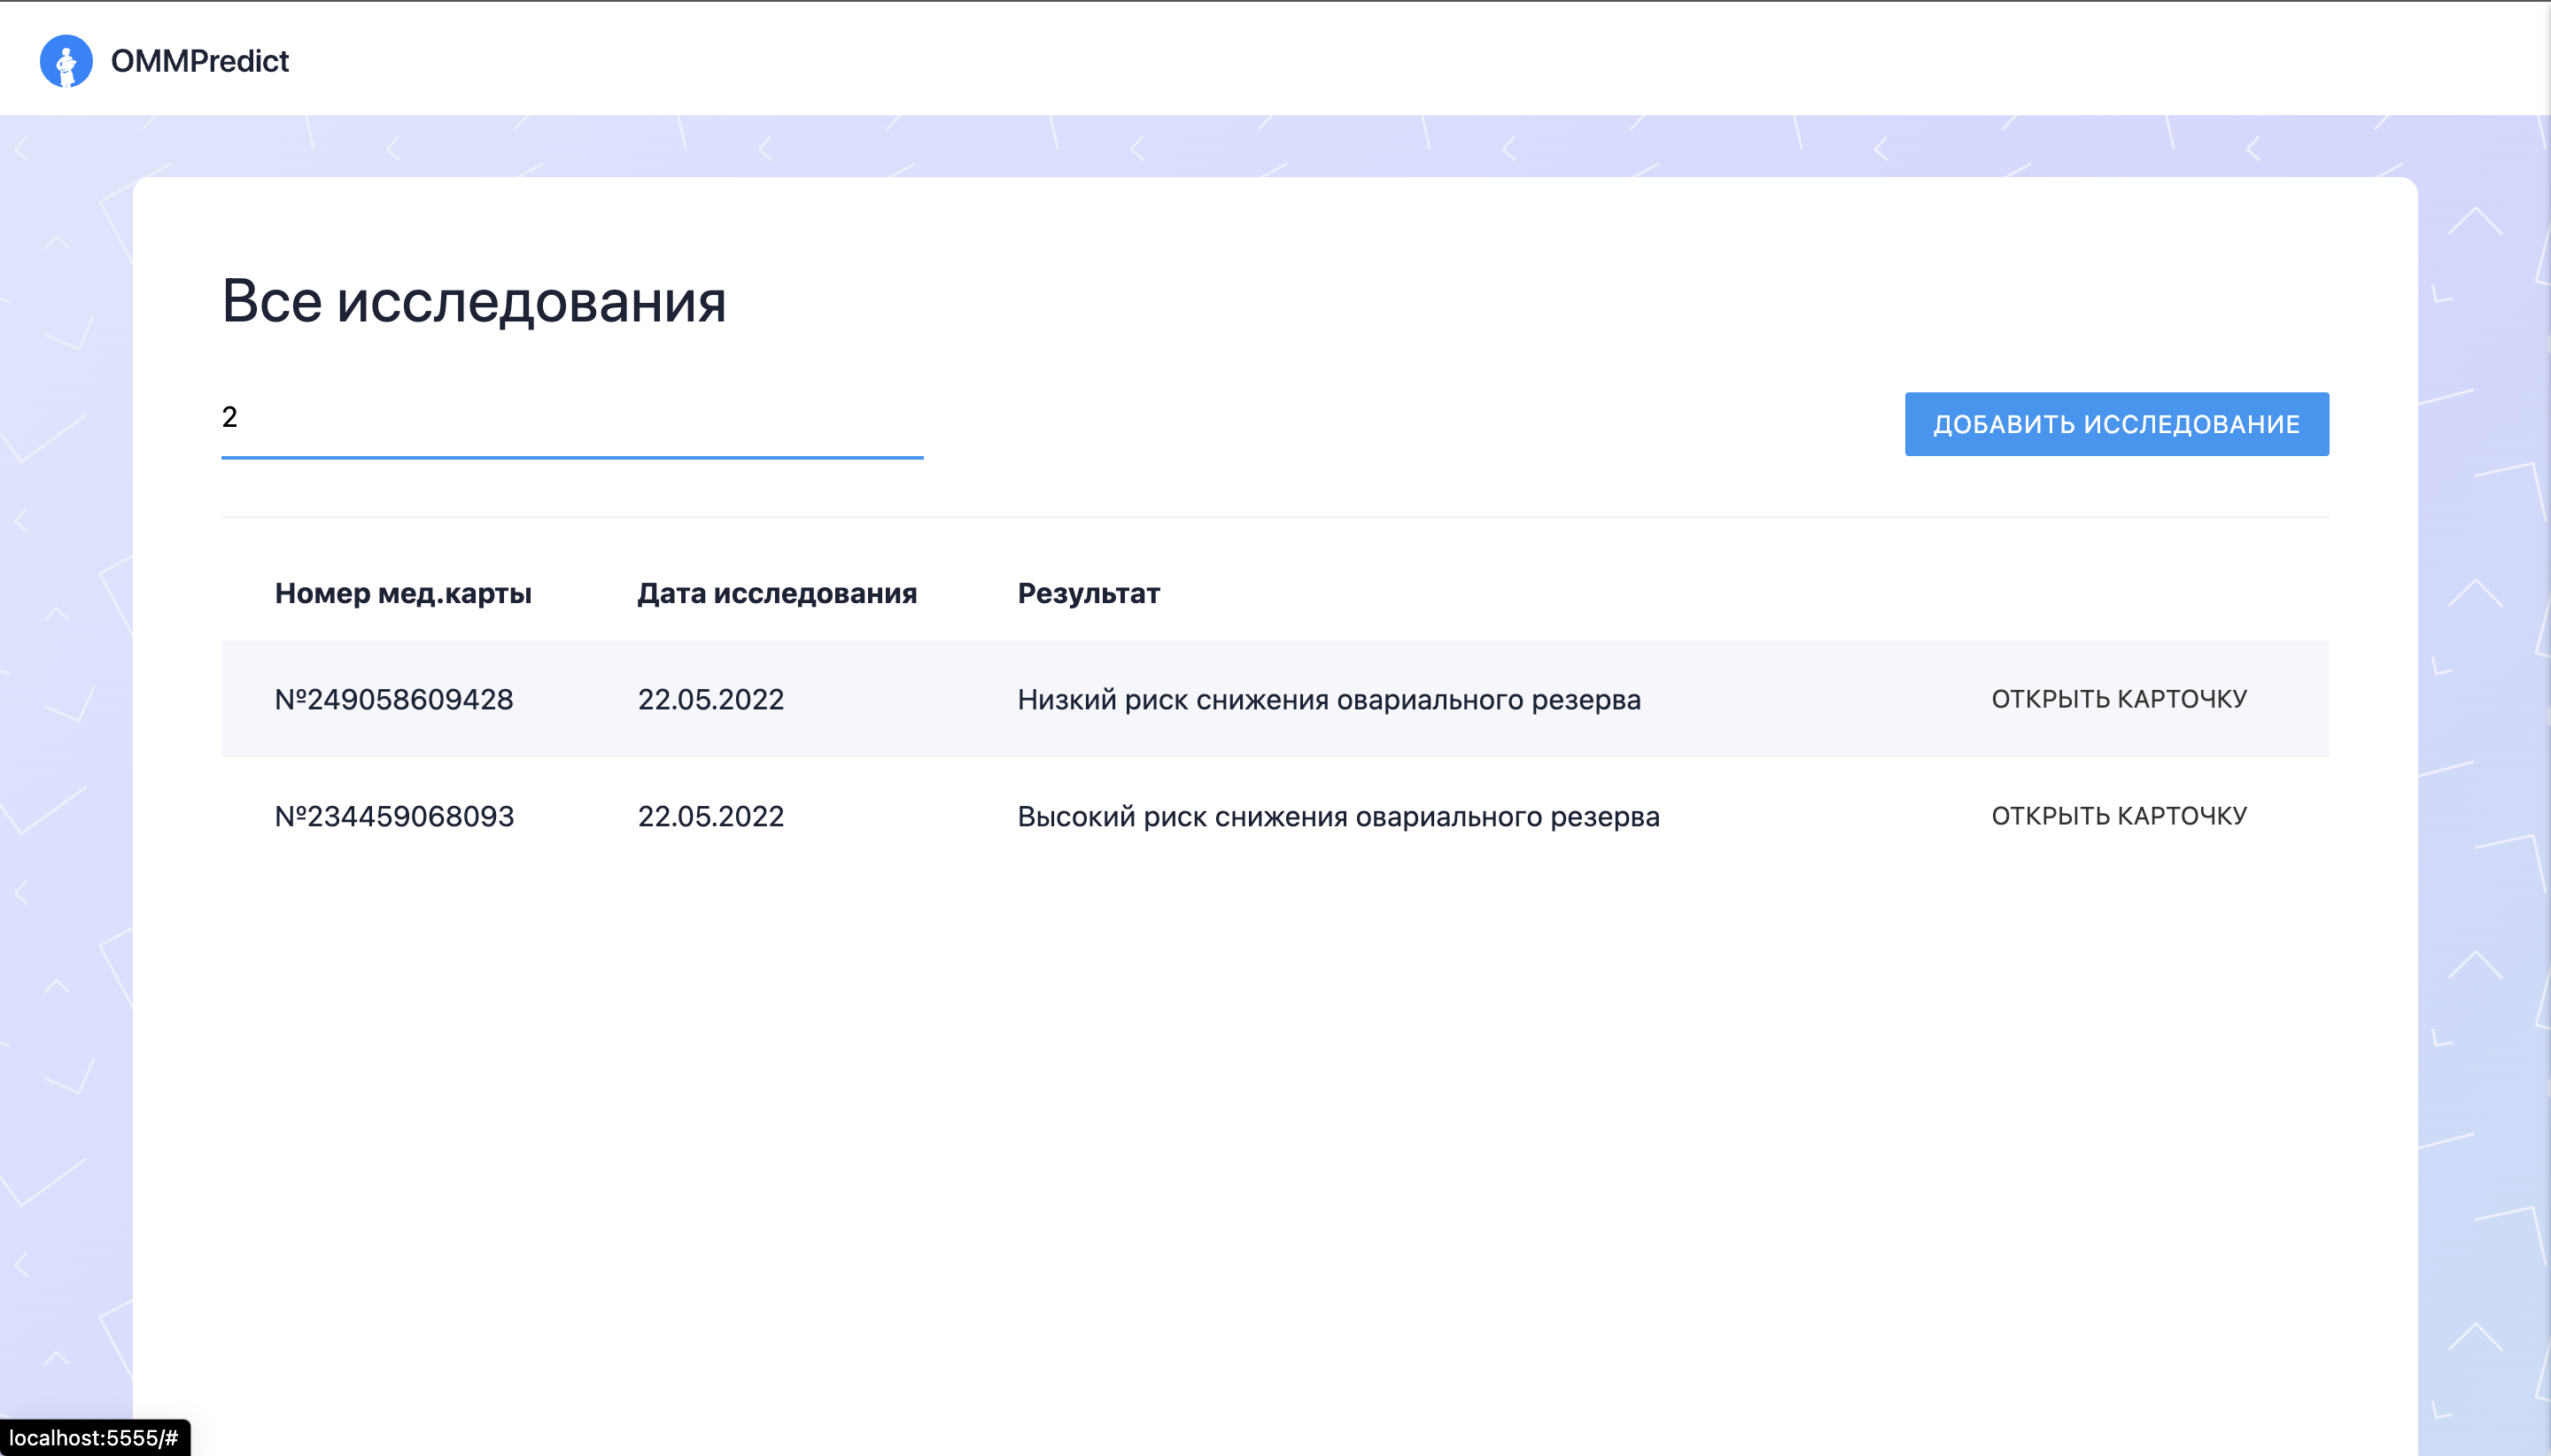 OMMPredict
Все исследования
2
ДОБАВИТЬ ИССЛЕДОВАНИЕ
Номер мед.карты Дата исследования Результат
№249058609428 22.05.2022 Низкий риск снижения овариального резерва ОТКРЫТЬ КАРТОЧКУ
№234459068093 22.05.2022 Высокий риск снижения овариального резерва ОТКРЫТЬ КАРТОЧКУ
localhost:5555/#